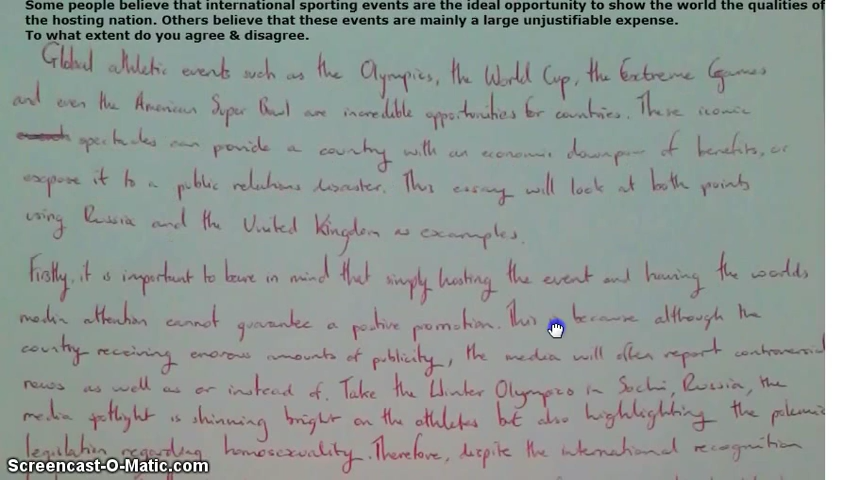 Some people believe that international sporting events are the ideal opportunity to show the world the qualities of
the hosting nation. Others believe that these events are mainly a large unjustifiable expense.
To what extent do you agree & disagree.
Global athletic events such as the Olympics, the World Cup, the Extreme Games
and even the American Super Bowl are incredible opportunities for countries. These iconic
spectacles can povide a country with an economic downpour of benefits, or
expose it to a public relations disaster. This essay will look at both points
using Russia and the United Kingdom as examples.
Firstly, it is important to bare in mind that simply hosting the event and having the worlds
media attention cannot guarantee a positive promotion. This is because although the
country receiving enorous amounts of publicity, the media will often report controversial
news as well as or instead of. Take the Winter Olympics in Sochi, Russia, the
media spotlight is shinning bright on the athletes but also highlighting the polemic
legislation regarding homosexuality. Therefore, despite the international recognition
Screencast-O-Matic.com